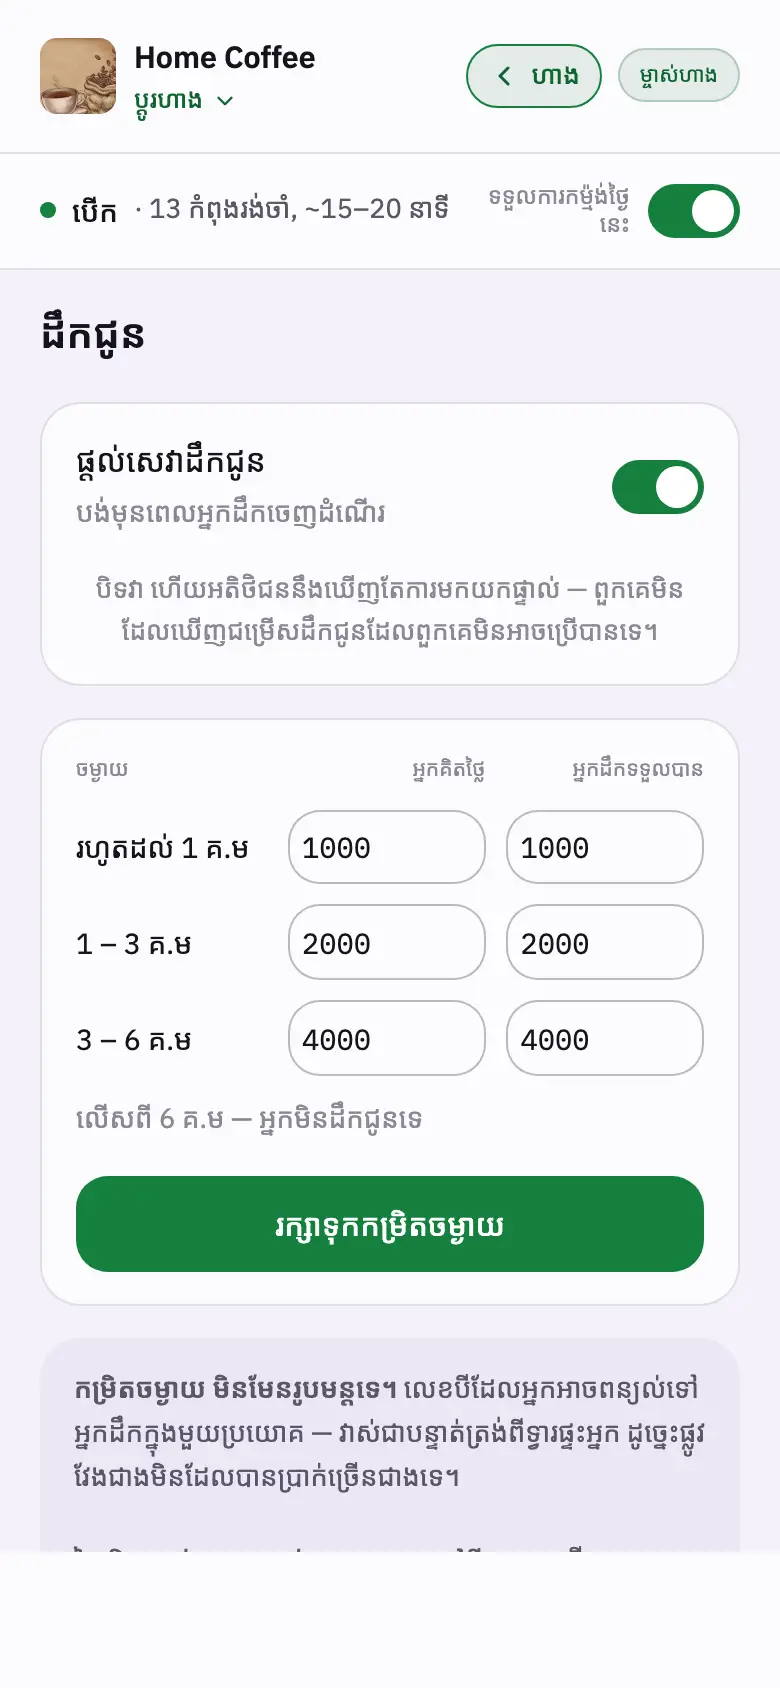 Home Coffee
ប្ដូរហាង
ហាង
ម្ចាស់ហាង
បើក · 13 កំពុងរង់ចាំ, ~15–20 នាទី
ទទួលការកម្ម៉ង់ថ្ងៃ
នេះ
ដឹកជូន
ផ្ដល់សេវាដឹកជូន
បង់មុនពេលអ្នកដឹកចេញដំណើរ
បិទវា ហើយអតិថិជននឹងឃើញតែការមកយកផ្ទាល់ — ពួកគេមិន
ដែលឃើញជម្រើសដឹកជូនដែលពួកគេមិនអាចប្រើបានទេ។
ចម្ងាយ អ្នកគិតថ្លៃ អ្នកដឹកទទួលបាន
រហូតដល់ 1 គ.ម 1000 1000
1 – 3 គ.ម 2000 2000
3 – 6 គ.ម 4000 4000
លើសពី 6 គ.ម — អ្នកមិនដឹកជូនទេ
រក្សាទុកកម្រិតចម្ងាយ
កម្រិតចម្ងាយ មិនមែនរូបមន្តទេ។ លេខបីដែលអ្នកអាចពន្យល់ទៅ
អ្នកដឹកក្នុងមួយប្រយោគ — វាស់ជាបន្ទាត់ត្រង់ពីទ្វារផ្ទះអ្នក ដូច្នេះផ្លូវ
វែងជាងមិនដែលបានប្រាក់ច្រើនជាងទេ។